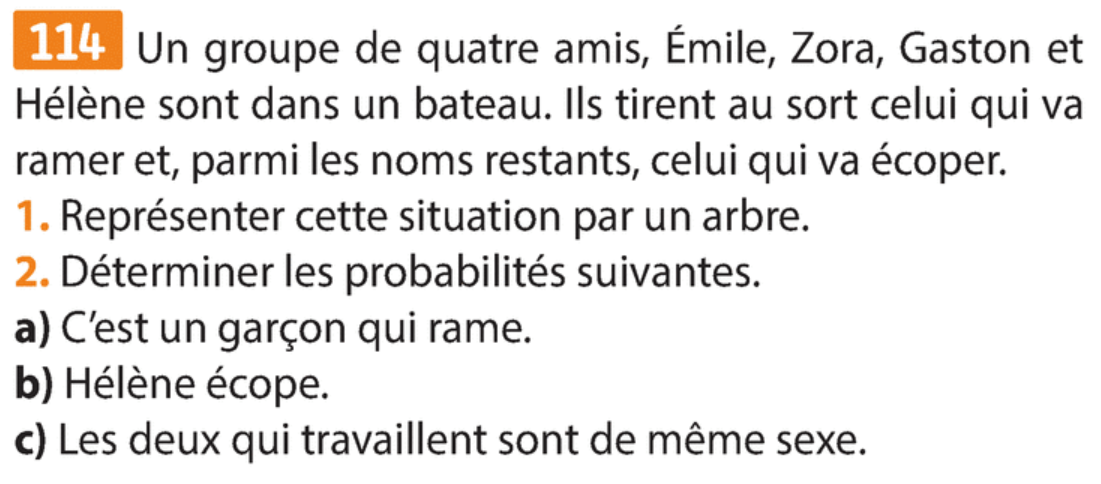 114 Un groupe de quatre amis, Émile, Zora, Gaston et
Hélène sont dans un bateau. Ils tirent au sort celui qui va
ramer et, parmi les noms restants, celui qui va écoper.
1. Représenter cette situation par un arbre.
2. Déterminer les probabilités suivantes.
a) C’est un garçon qui rame.
b) Hélène écope.
c) Les deux qui travaillent sont de même sexe.